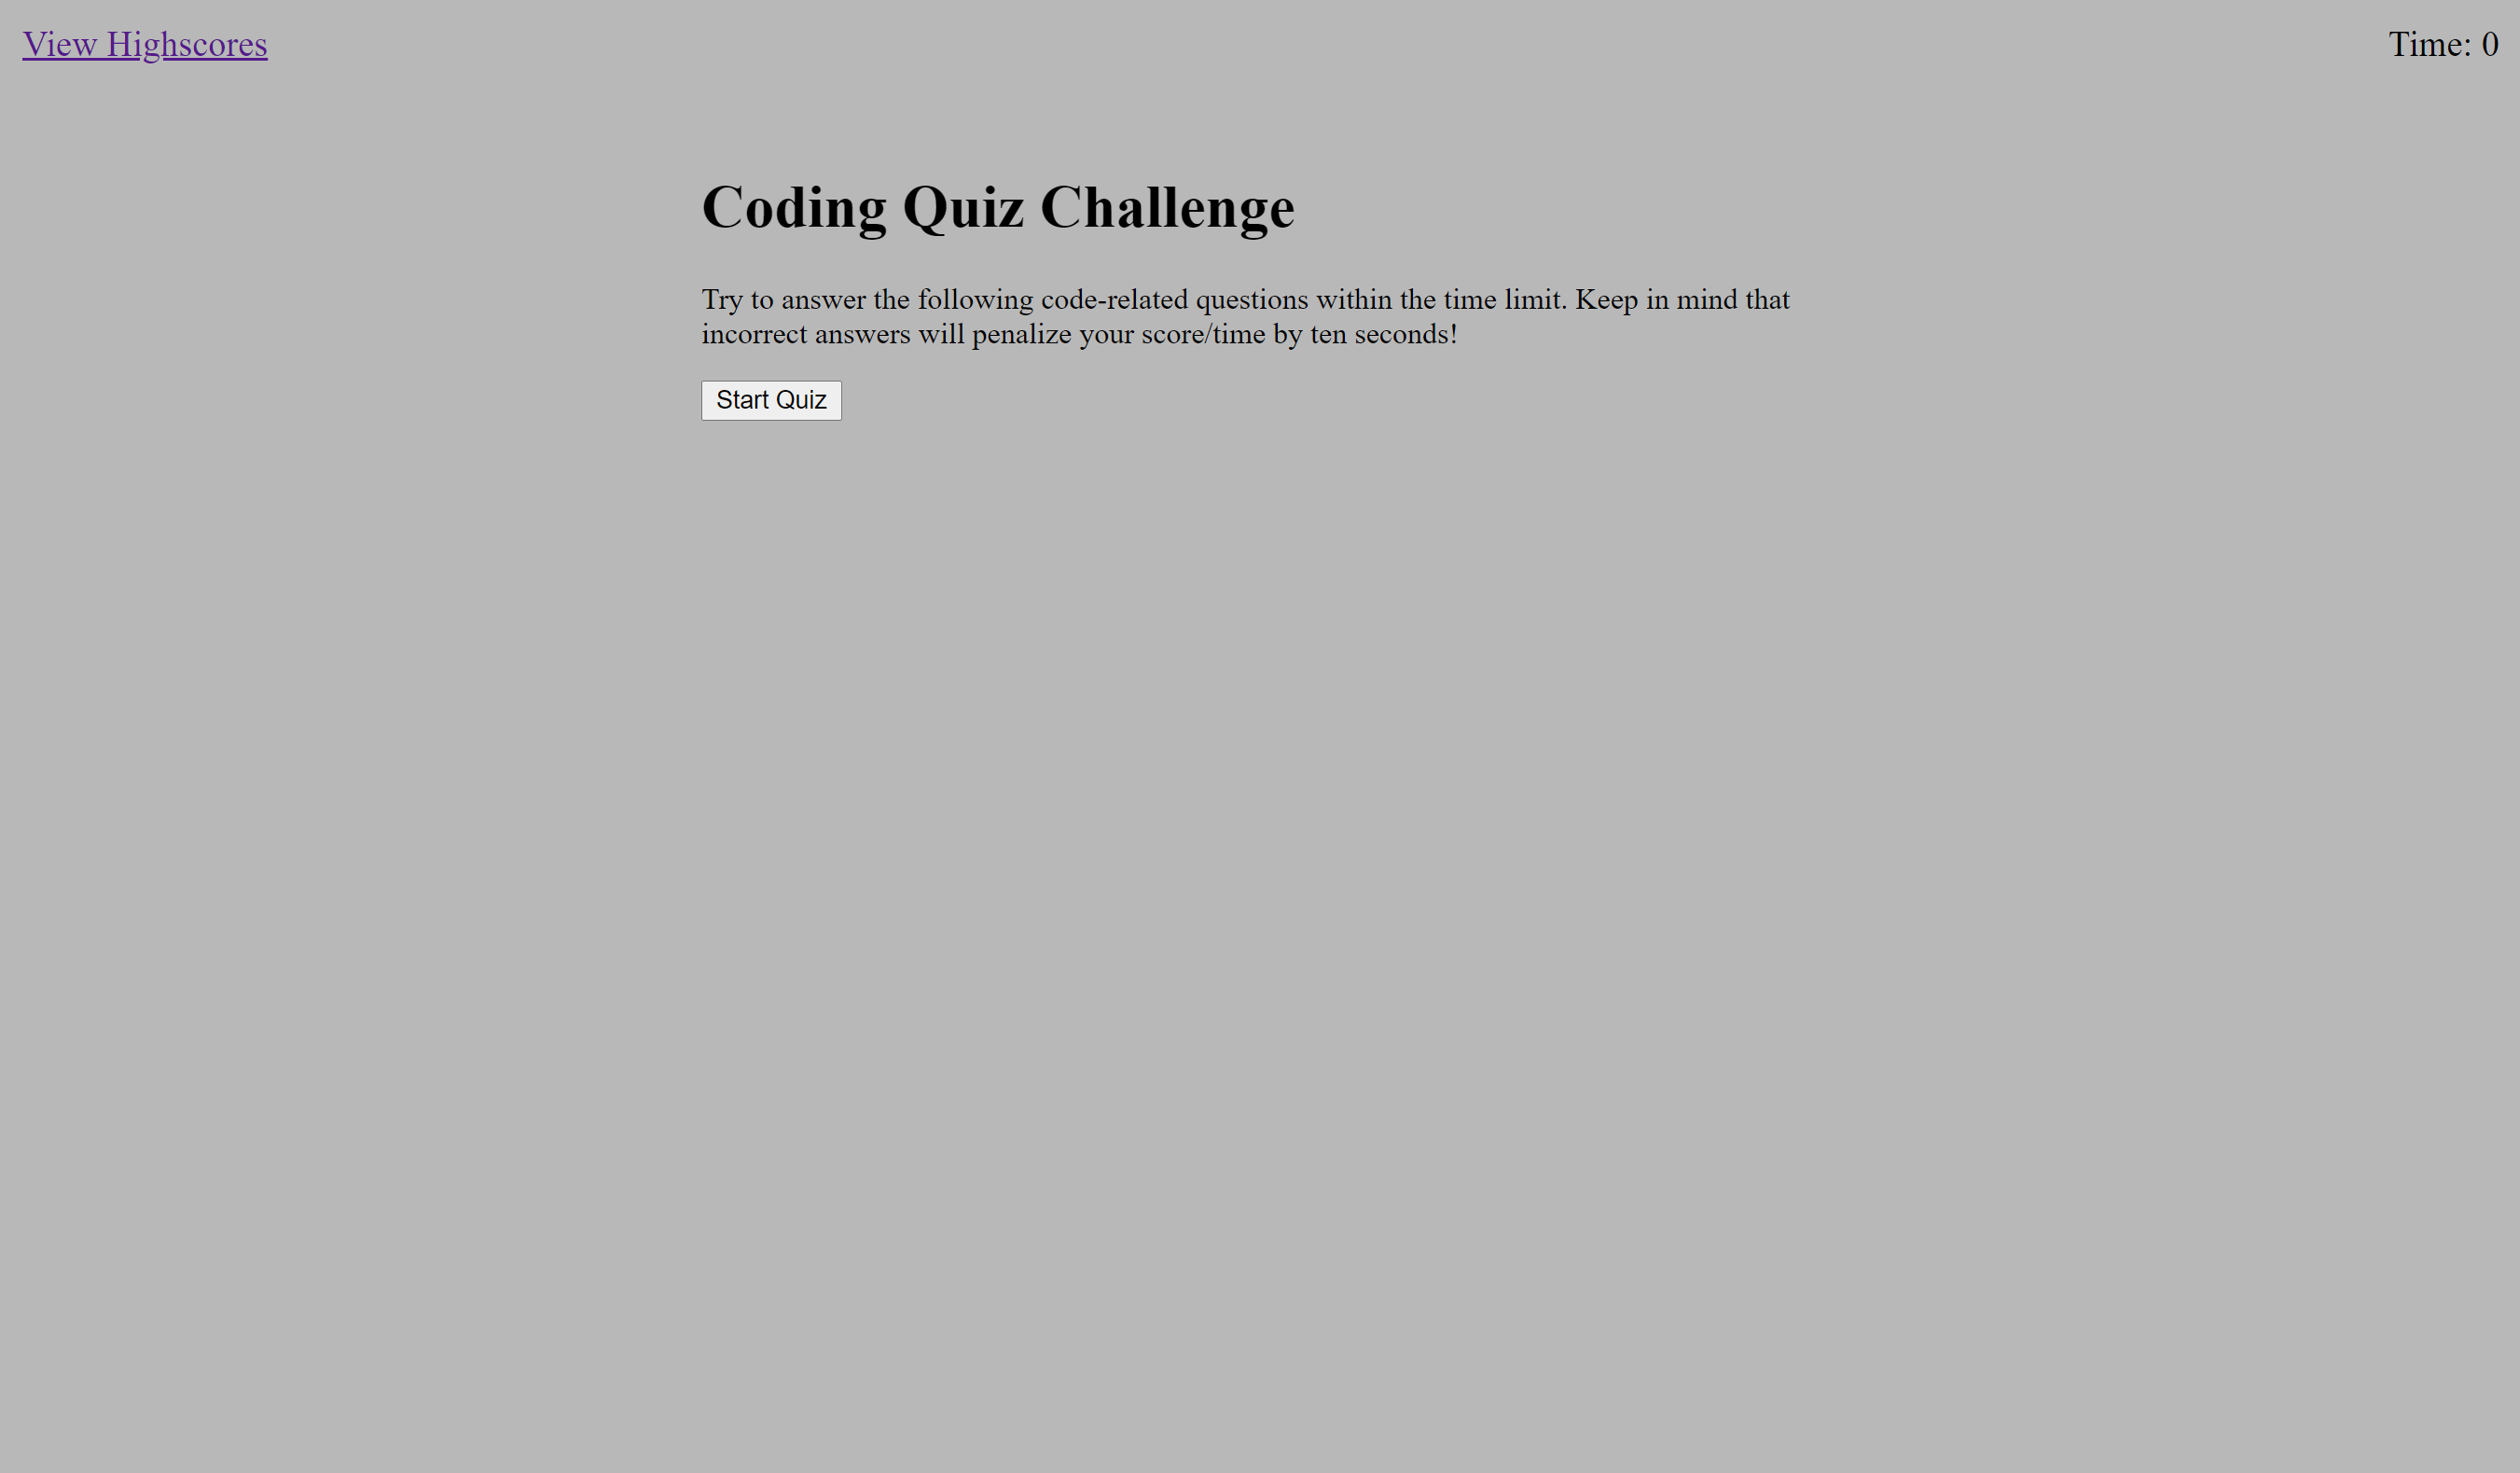 View Highscores
Time: 0
Coding Quiz Challenge
Try to answer the following code-related questions within the time limit. Keep in mind that
incorrect answers will penalize your score/time by ten seconds!
Start Quiz